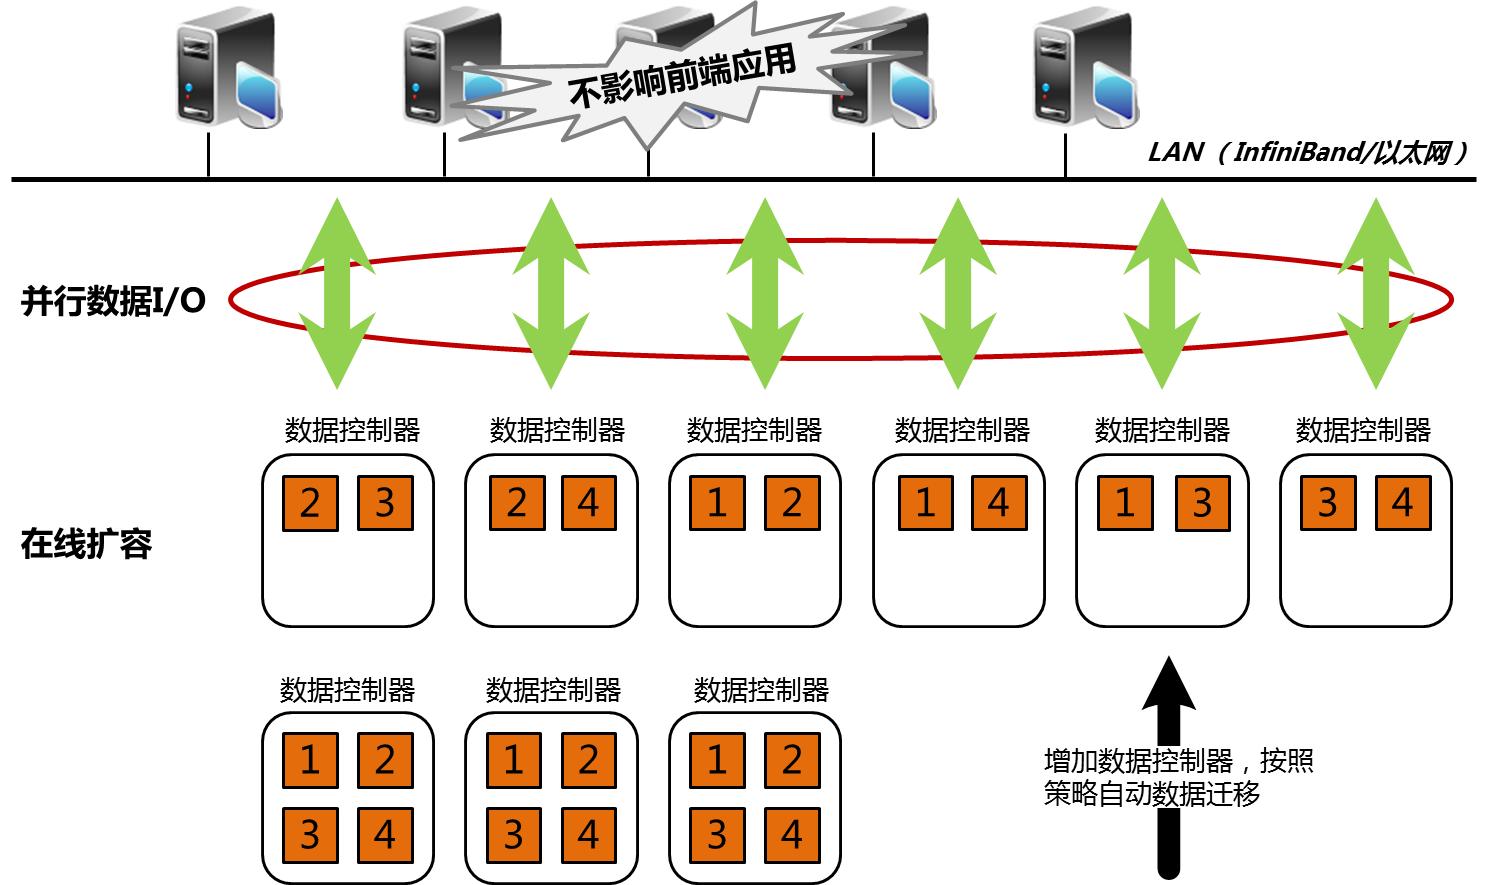 不影响前端应用
LAN（InfiniBand/以太网）
并行数据I/O
数据控制器 数据控制器 数据控制器 数据控制器 数据控制器 数据控制器
2 3 2 4 1 2 1 4 1 3 3 4
在线扩容
数据控制器 数据控制器 数据控制器
1 2 1 2 1 2
3 4 3 4 3 4
增加数据控制器，按照
策略自动数据迁移